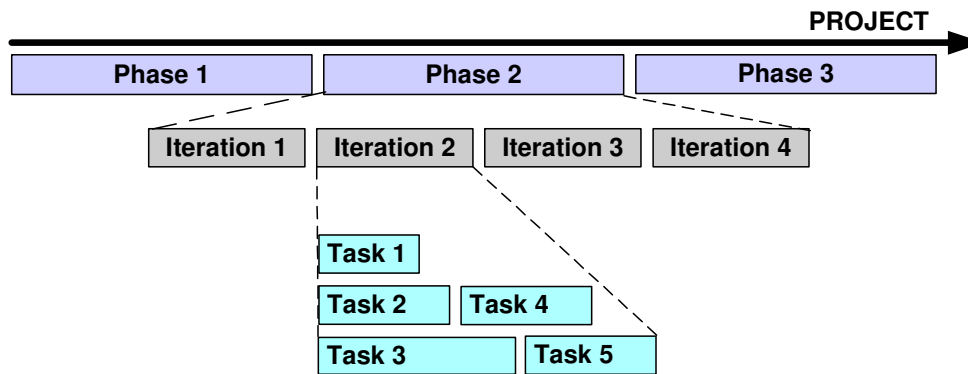 PROJECT
Phase 1 Phase 2 Phase 3
Iteration 1 Iteration 2 Iteration 3 Iteration 4
Task 1
Task 2 Task 4
Task 3 Task 5